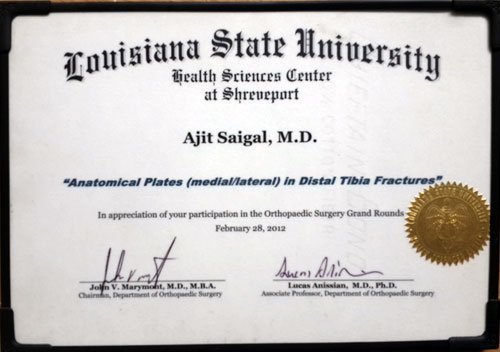 Louisiana State University
Health Sciences Center
at Shreveport
Ajit Saigal, M.D.
"Anatomical Plates (medial/lateral) in Distal Tibia Fractures"
In appreciation of your participation in the Orthopaedic Surgery Grand Rounds
February 28, 2012
John V. Marymont, M.D., M.B.A.
Chairman, Department of Orthopaedic Surgery
Lucas Anissian, M.D., Ph.D.
Associate Professor, Department of Orthopaedic Surgery